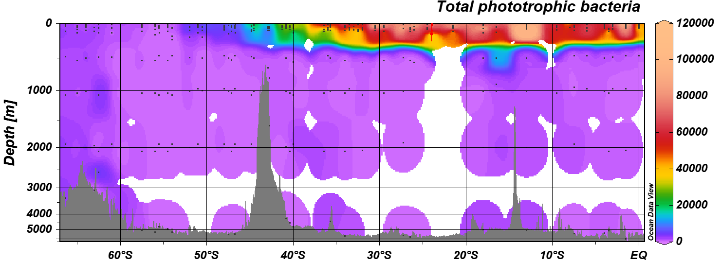 Total phototrophic bacteria
Depth [m]
0
1000
2000
3000
4000
5000
60°S
50°S
40°S
30°S
20°S
10°S
EQ
Ocean Data View
120000
100000
80000
60000
40000
20000
0